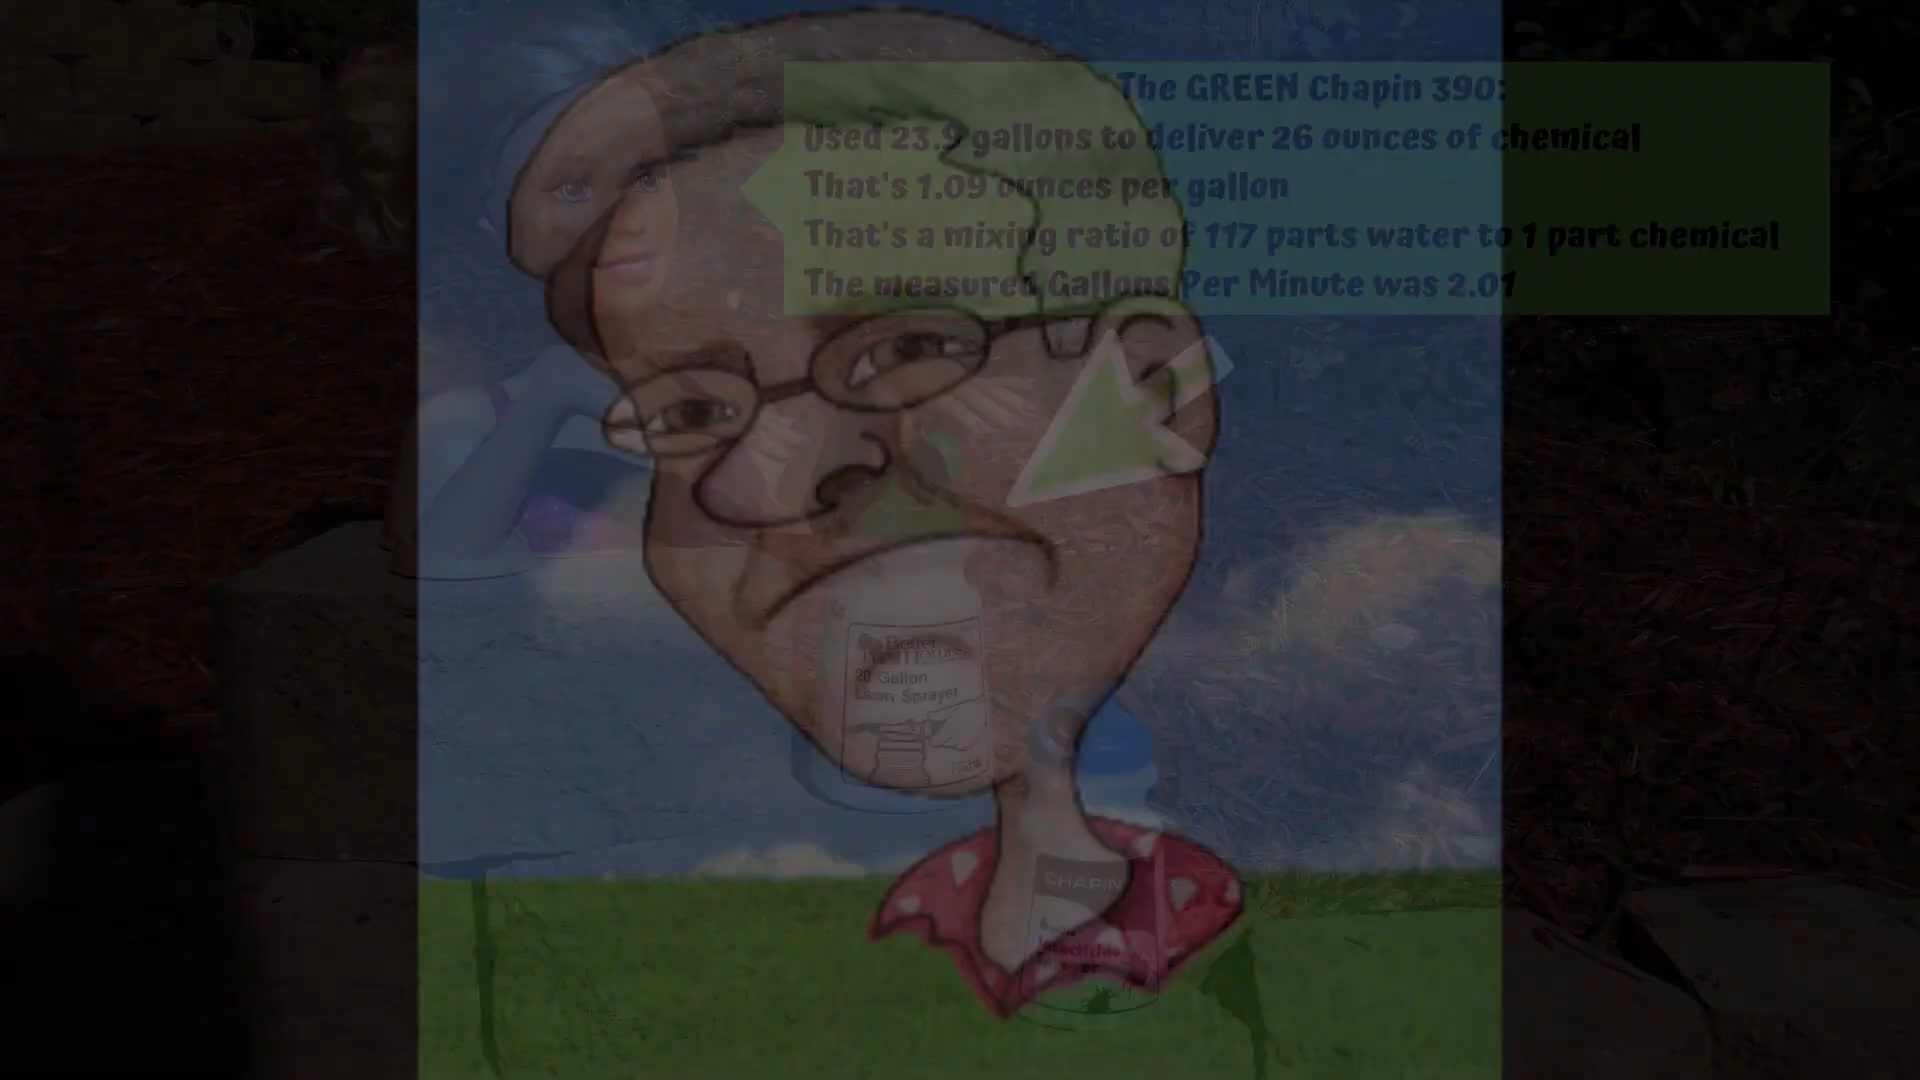 The GREEN Chapin 390:
Used 23.9 gallons to deliver 26 ounces of chemical
That's 1.09 ounces per gallon
That's a mixing ratio of 117 parts water to 1 part chemical
The measured Gallons Per Minute was 2.01
20 Gallon
Lawn Sprayer
CHAPIN